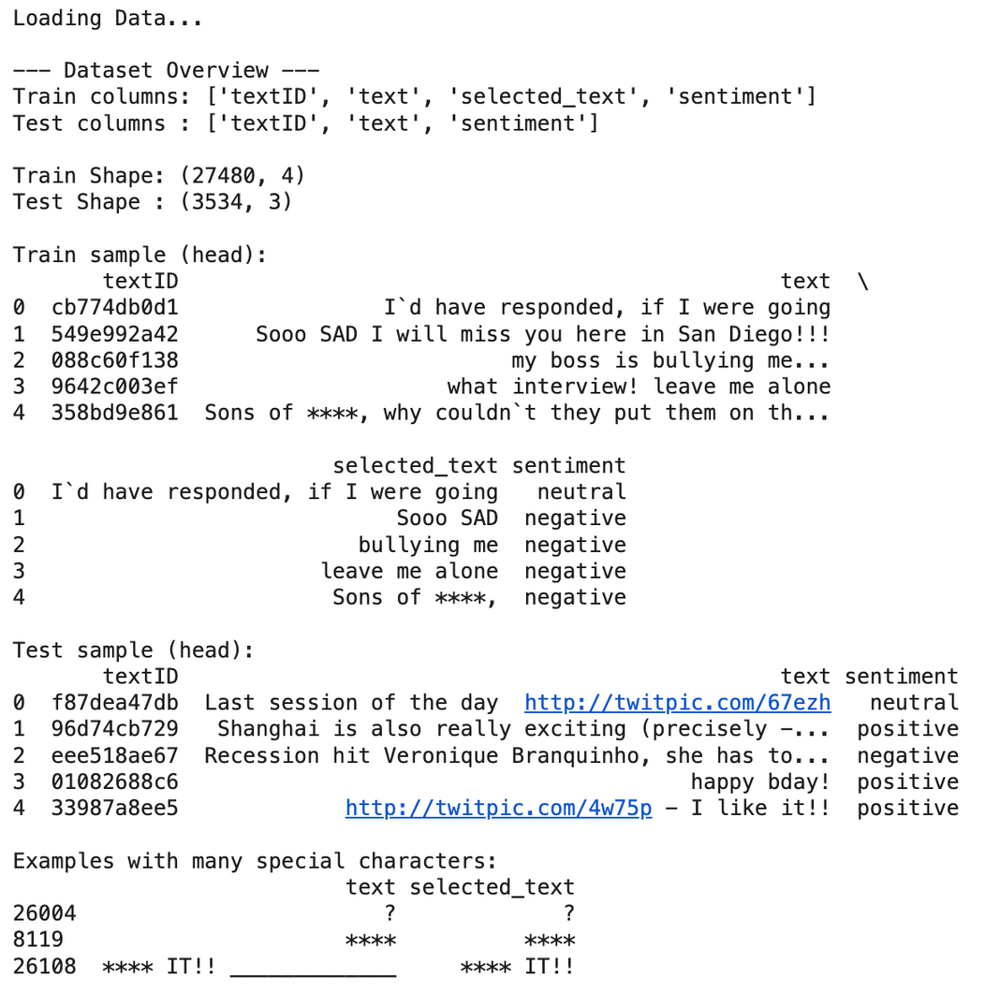 Loading Data...
--- Dataset Overview ---
Train columns: ['textID', 'text', 'selected_text', 'sentiment']
Test columns : ['textID', 'text', 'sentiment']
Train Shape: (27480, 4)
Test Shape : (3534, 3)
Train sample (head):
textID text \
0 cb774db0d1 I`d have responded, if I were going
1 549e992a42 Sooo SAD I will miss you here in San Diego!!!
2 088c60f138 my boss is bullying me...
3 9642c003ef what interview! leave me alone
4 358bd9e861 Sons of ****, why couldn`t they put them on th...
selected_text sentiment
0 I`d have responded, if I were going neutral
1 Sooo SAD negative
2 bullying me negative
3 leave me alone negative
4 Sons of ****, negative
Test sample (head):
textID text sentiment
0 f87dea47db Last session of the day http://twitpic.com/67ezh neutral
1 96d74cb729 Shanghai is also really exciting (precisely -... positive
2 eee518ae67 Recession hit Veronique Branquinho, she has to... negative
3 01082688c6 happy bday! positive
4 33987a8ee5 http://twitpic.com/4w75p - I like it!! positive
Examples with many special characters:
text selected_text
26004 ? ?
8119 **** ****
26108 **** IT!! _____________ **** IT!!